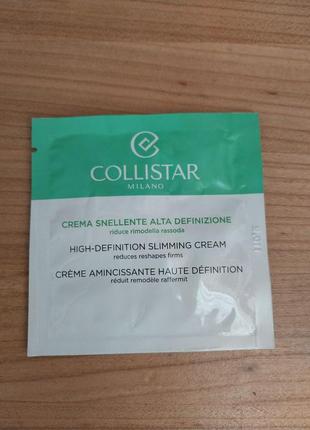 COLLISTAR
MILANO
CREMA SNELLENTE ALTA DEFINIZIONE
riduce rimodella rassoda
HIGH-DEFINITION SLIMMING CREAM
reduces reshapes firms
CRÈME AMINCISSANTE HAUTE DÉFINITION
réduit remodèle raffermit